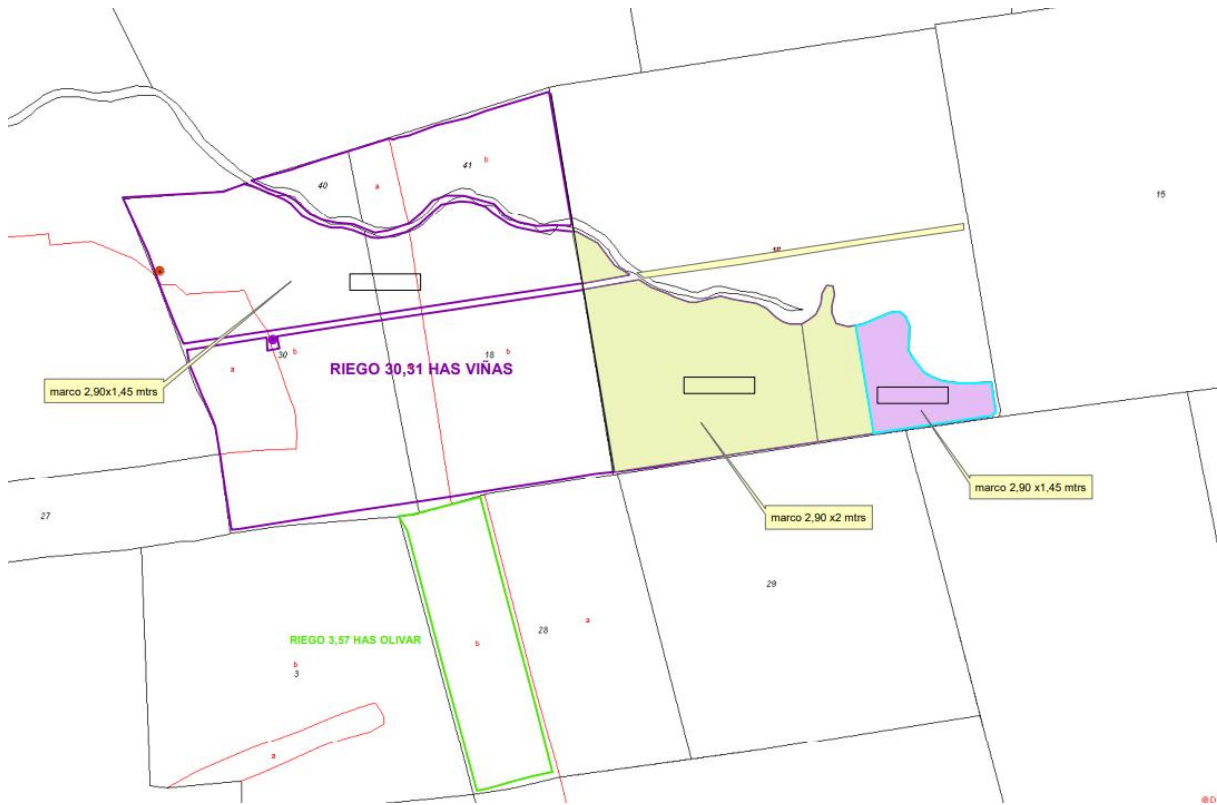 41 b
40 a
15
30 b
18 b
a
RIEGO 30,31 HAS VIÑAS
marco 2,90x1,45 mtrs
marco 2,90 x1,45 mtrs
marco 2,90 x2 mtrs
27
29
28 a
RIEGO 3,57 HAS OLIVAR
b
b
3
a